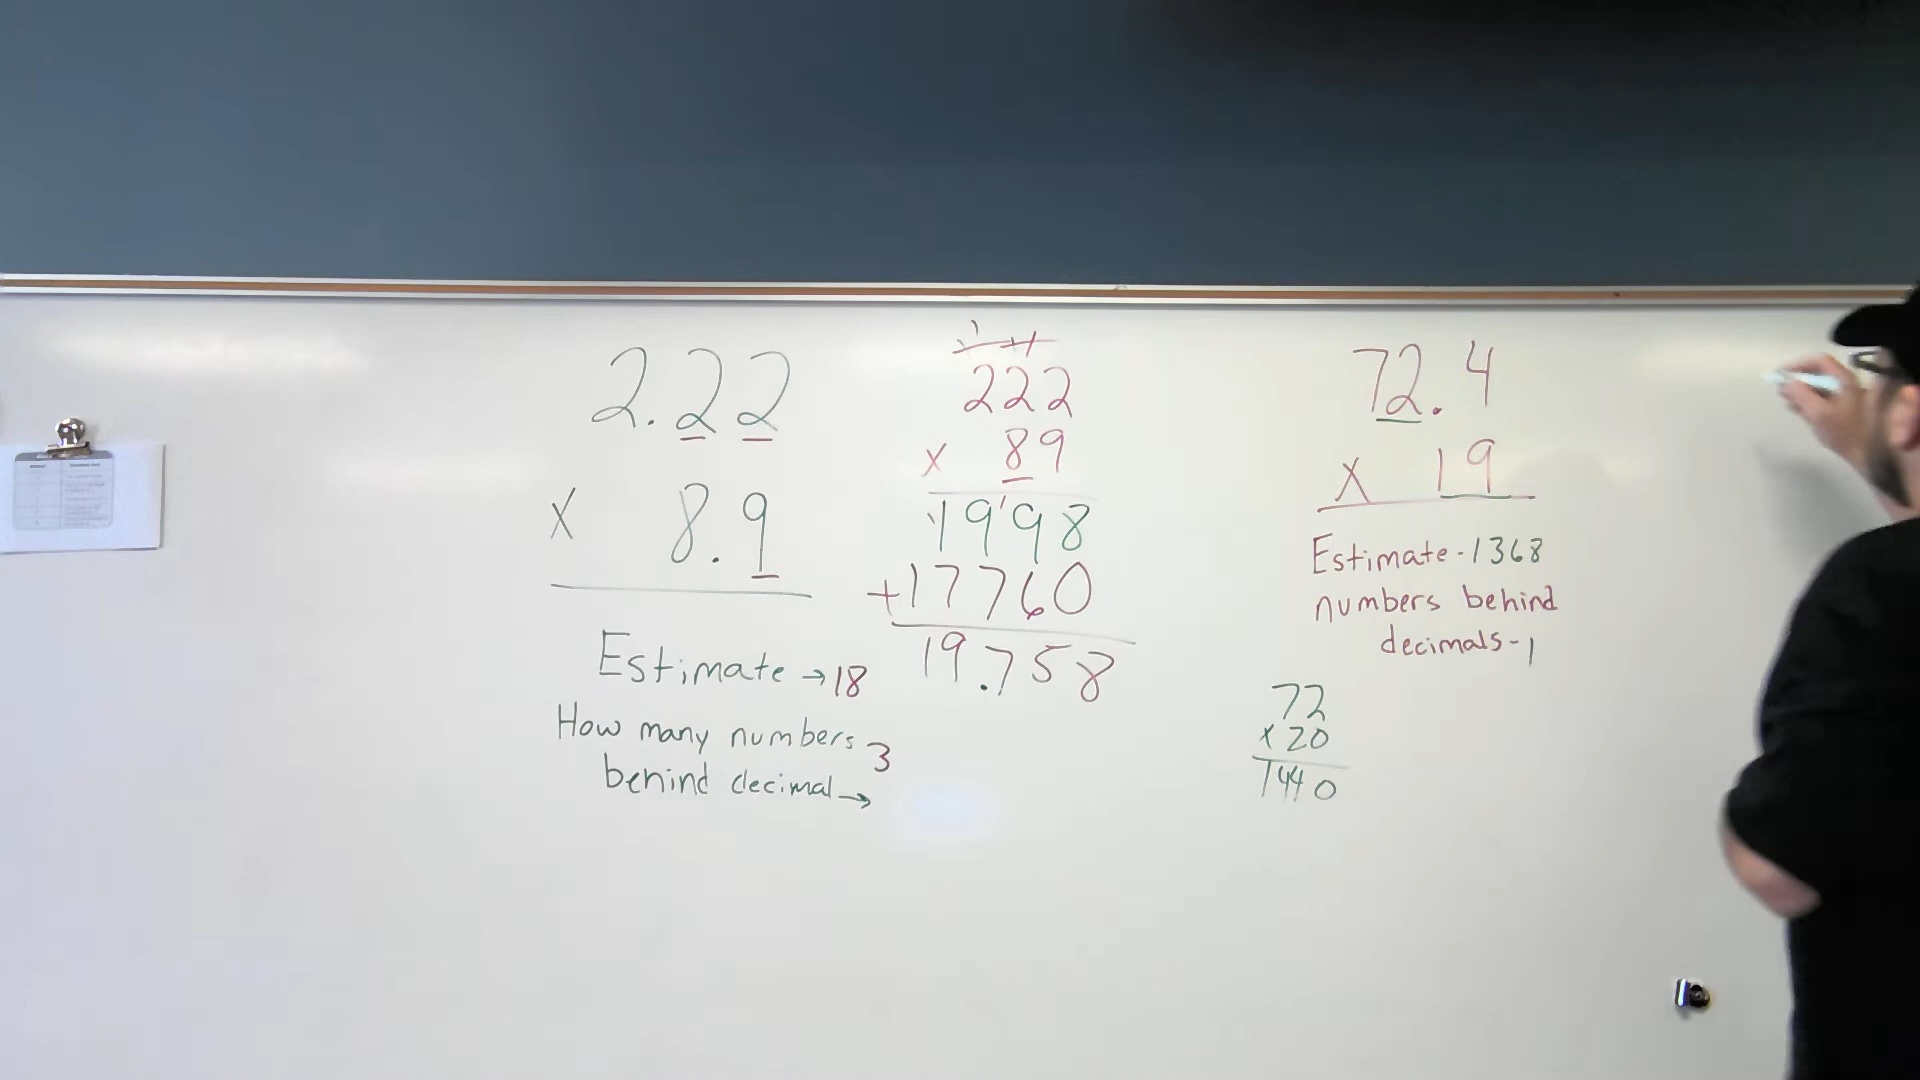 2.22
x 8.9
Estimate → 18
How many numbers 3
behind decimal →
222
x 89
1998
+17760
19.758
72.4
x 19
Estimate - 1368
numbers behind
decimals - 1
72
x 20
1440